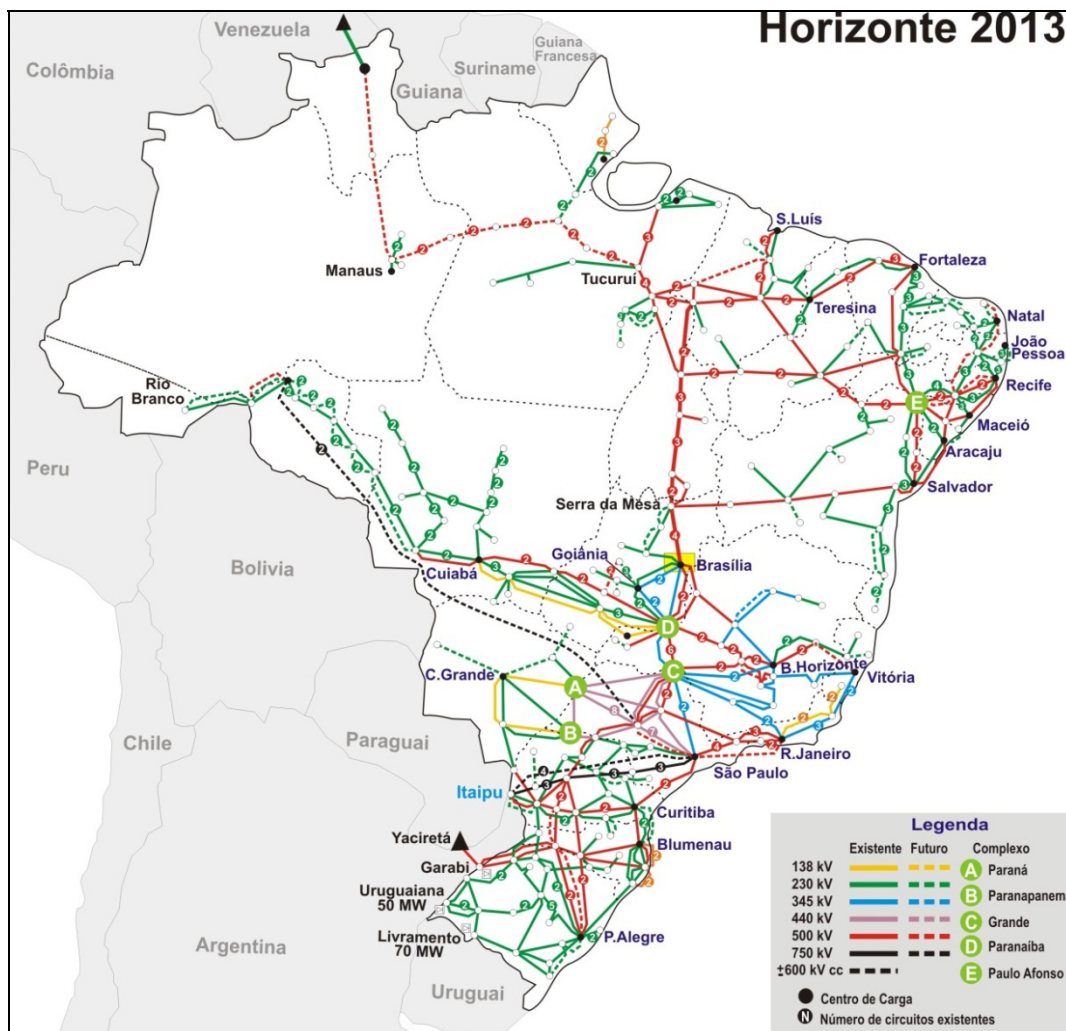 Horizonte 2013
Venezuela
Guiana
Francesa
Suriname
Colômbia
Guiana
S.Luís
Manaus
Tucuruí
Fortaleza
Teresina
Natal
João
Pessoa
Rio
Branco
Recife
E
Maceió
Aracaju
Peru
Serra da Mesa
Salvador
Goiânia
Brasília
Cuiabá
Bolívia
D
C
B.Horizonte
Vitória
C.Grande
A
B
Chile
Paraguai
R.Janeiro
São Paulo
Itaipu
Curitiba
Yaciretá
Blumenau
Garabi
Uruguaiana
50 MW
Livramento
70 MW
P.Alegre
Argentina
Uruguai
Legenda
Existente Futuro Complexo
138 kV A Paraná
230 kV B Paranapanem
345 kV
440 kV C Grande
500 kV D Paranaíba
750 kV
±600 kV cc E Paulo Afonso
Centro de Carga
N Número de circuitos existentes